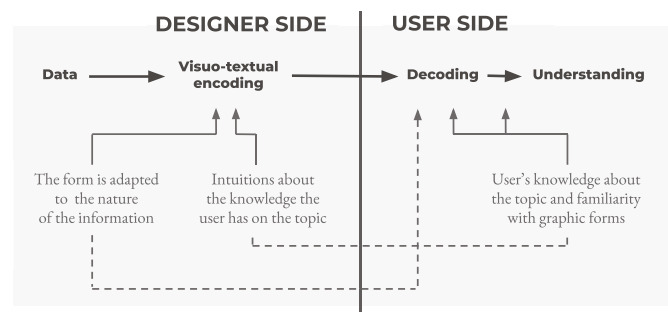 DESIGNER SIDE
USER SIDE
Data
Visuo-textual
encoding
Decoding
Understanding
The form is adapted
to the nature
of the information
Intuitions about
the knowledge the
user has on the topic
User's knowledge about
the topic and familiarity
with graphic forms